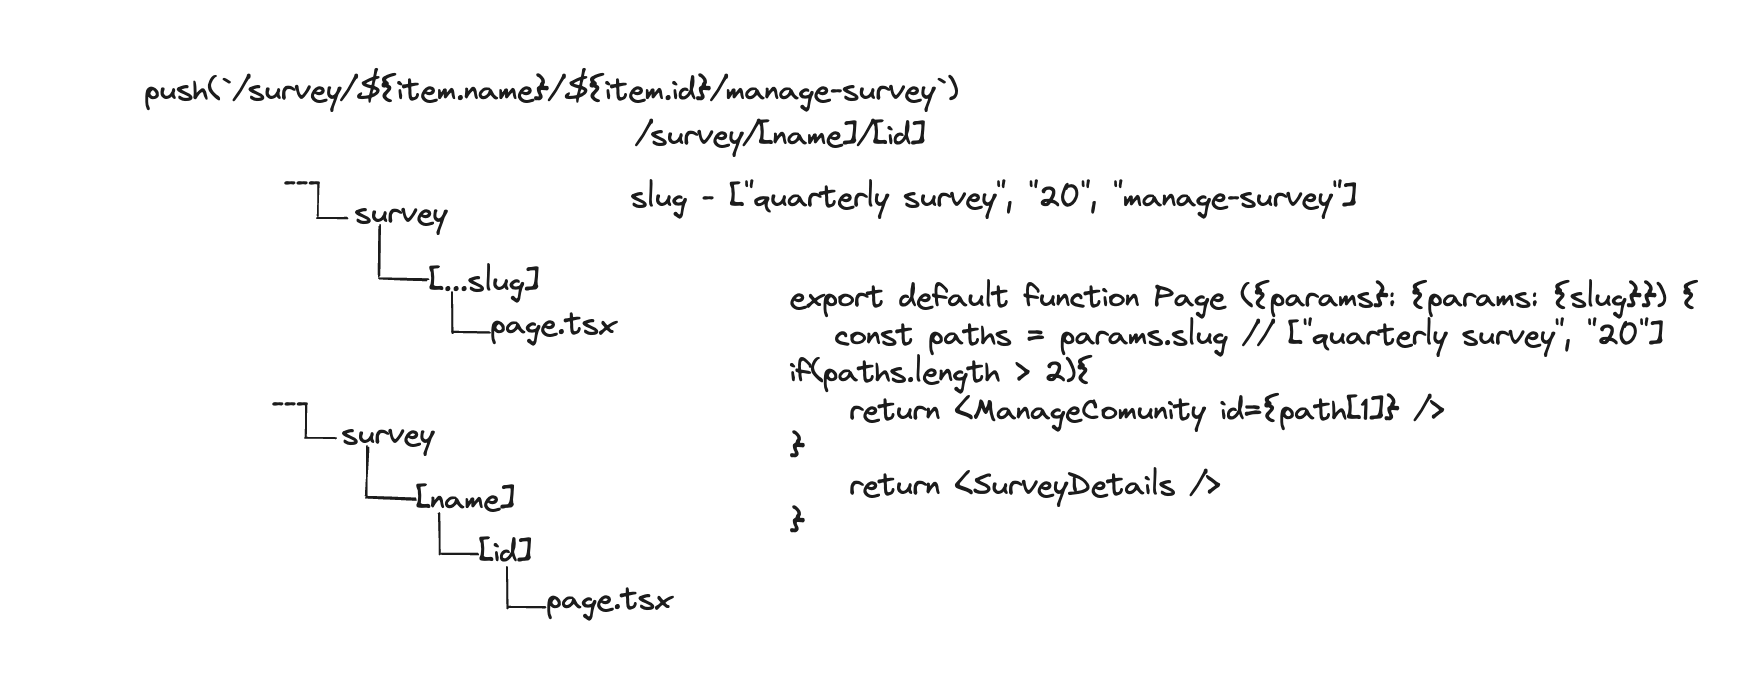 push(`/survey/${item.name}/${item.id}/manage-survey`)
/survey/[name]/[id]
slug - ["quarterly survey", "20", "manage-survey"]
survey
[...slug]
page.tsx
export default function Page ({params}: {params: {slug}}) {
const paths = params.slug // ["quarterly survey", "20"]
if(paths.length > 2){
return <ManageComunity id={path[1]} />
}
return <SurveyDetails />
}
survey
[name]
[id]
page.tsx